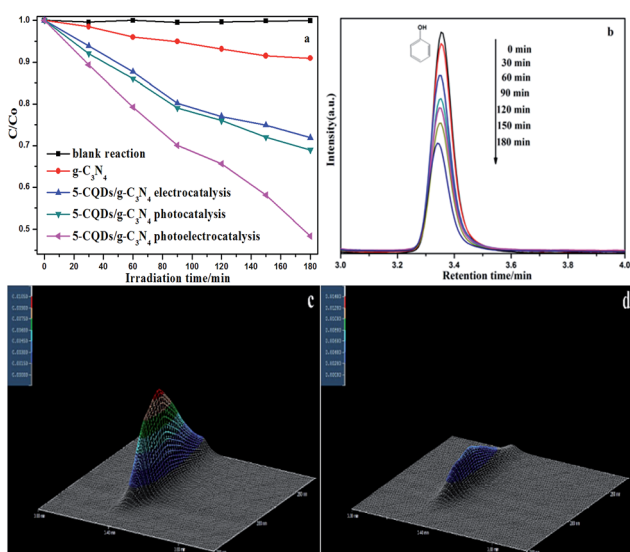 a
C/Co
1.0
0.9
0.8
0.7
0.6
0.5
blank reaction
g-C₃N₄
5-CQDs/g-C₃N₄ electrocatalysis
5-CQDs/g-C₃N₄ photocatalysis
5-CQDs/g-C₃N₄ photoelectrocatalysis
0 20 40 60 80 100 120 140 160 180
Irradiation time/min
b
OH
0 min
30 min
60 min
90 min
120 min
150 min
180 min
Intensity(a.u.)
3.0 3.2 3.4 3.6 3.8 4.0
Retention time/min
c
d